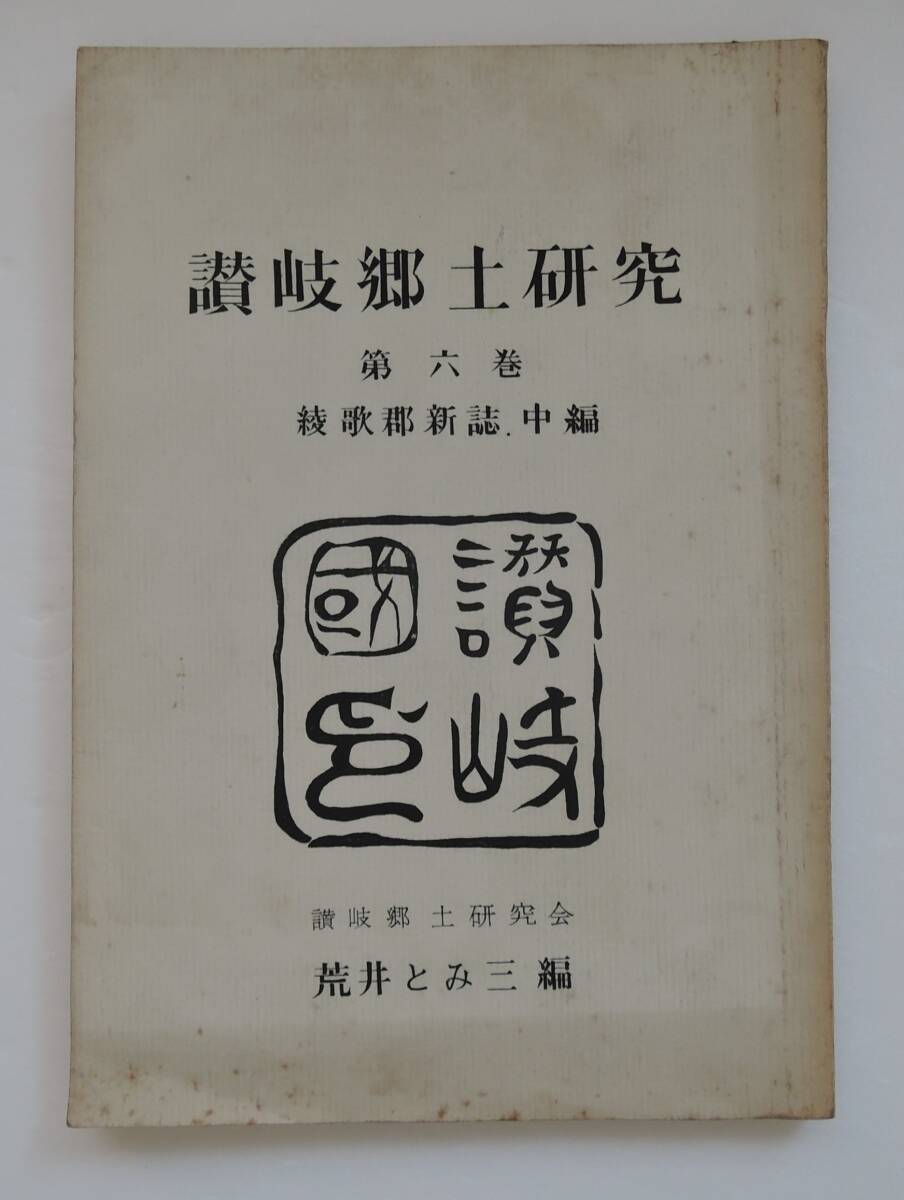 讃岐郷土研究
第六巻
綾歌郡新誌．中編
讃岐
國印
讃岐郷土研究会
荒井とみ三編